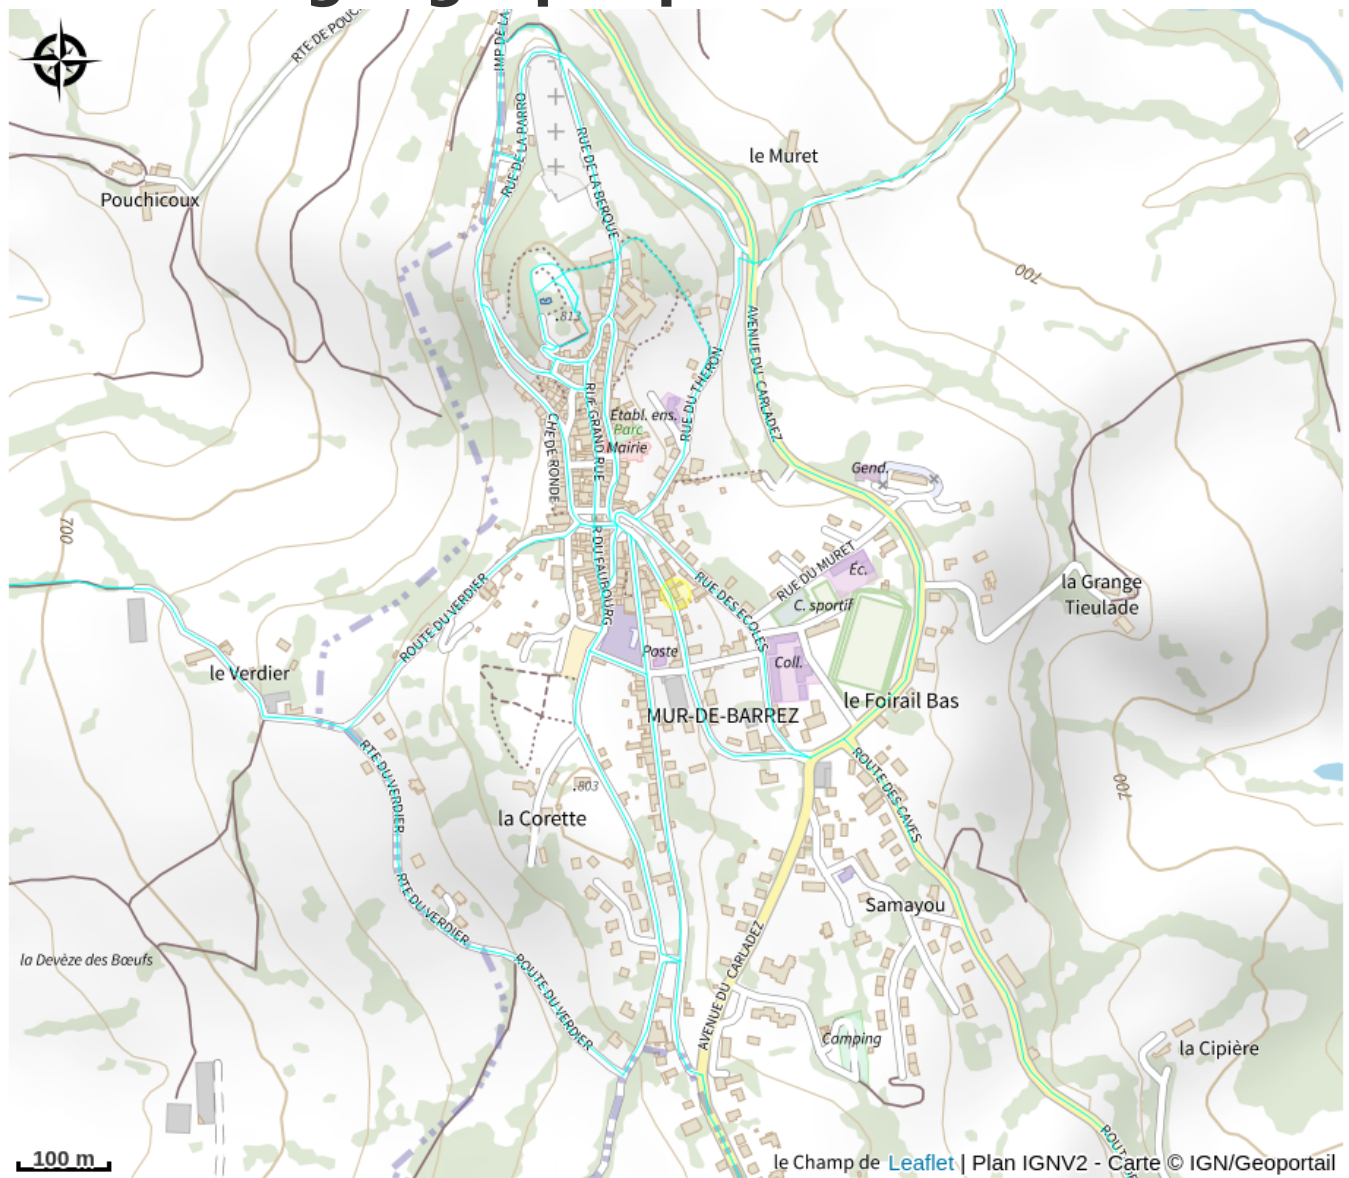 RTE DE POUC
IMP DE LA
RUE DE LA PARRO
RUE DE LA BERQUE
le Muret
Pouchicoux
700
813
AVENUE DU CARLADEZ
RUE DU THERON
RUE GRAND RUE
Etabl. ens.
Parc
Mairie
CHE DE RONDE
Gend.
700
R DU FAUBOURG
RUE DU MURET
Éc.
RUE DES ECOLES
C. sportif
la Grange
Tieulade
ROUTE DU VERDIER
le Verdier
Poste
Coll.
le Foirail Bas
MUR-DE-BARREZ
RTE DU VERDIER
ROUTE DES CAVES
.803
700
la Corette
RTE DU VERDIER
Samayou
la Devèze des Bœufs
ROUTE DU VERDIER
AVENUE DU CARLADEZ
Camping
la Cipière
100 m
le Champ de Leaflet | Plan IGNV2 - Carte © IGN/Geoportail